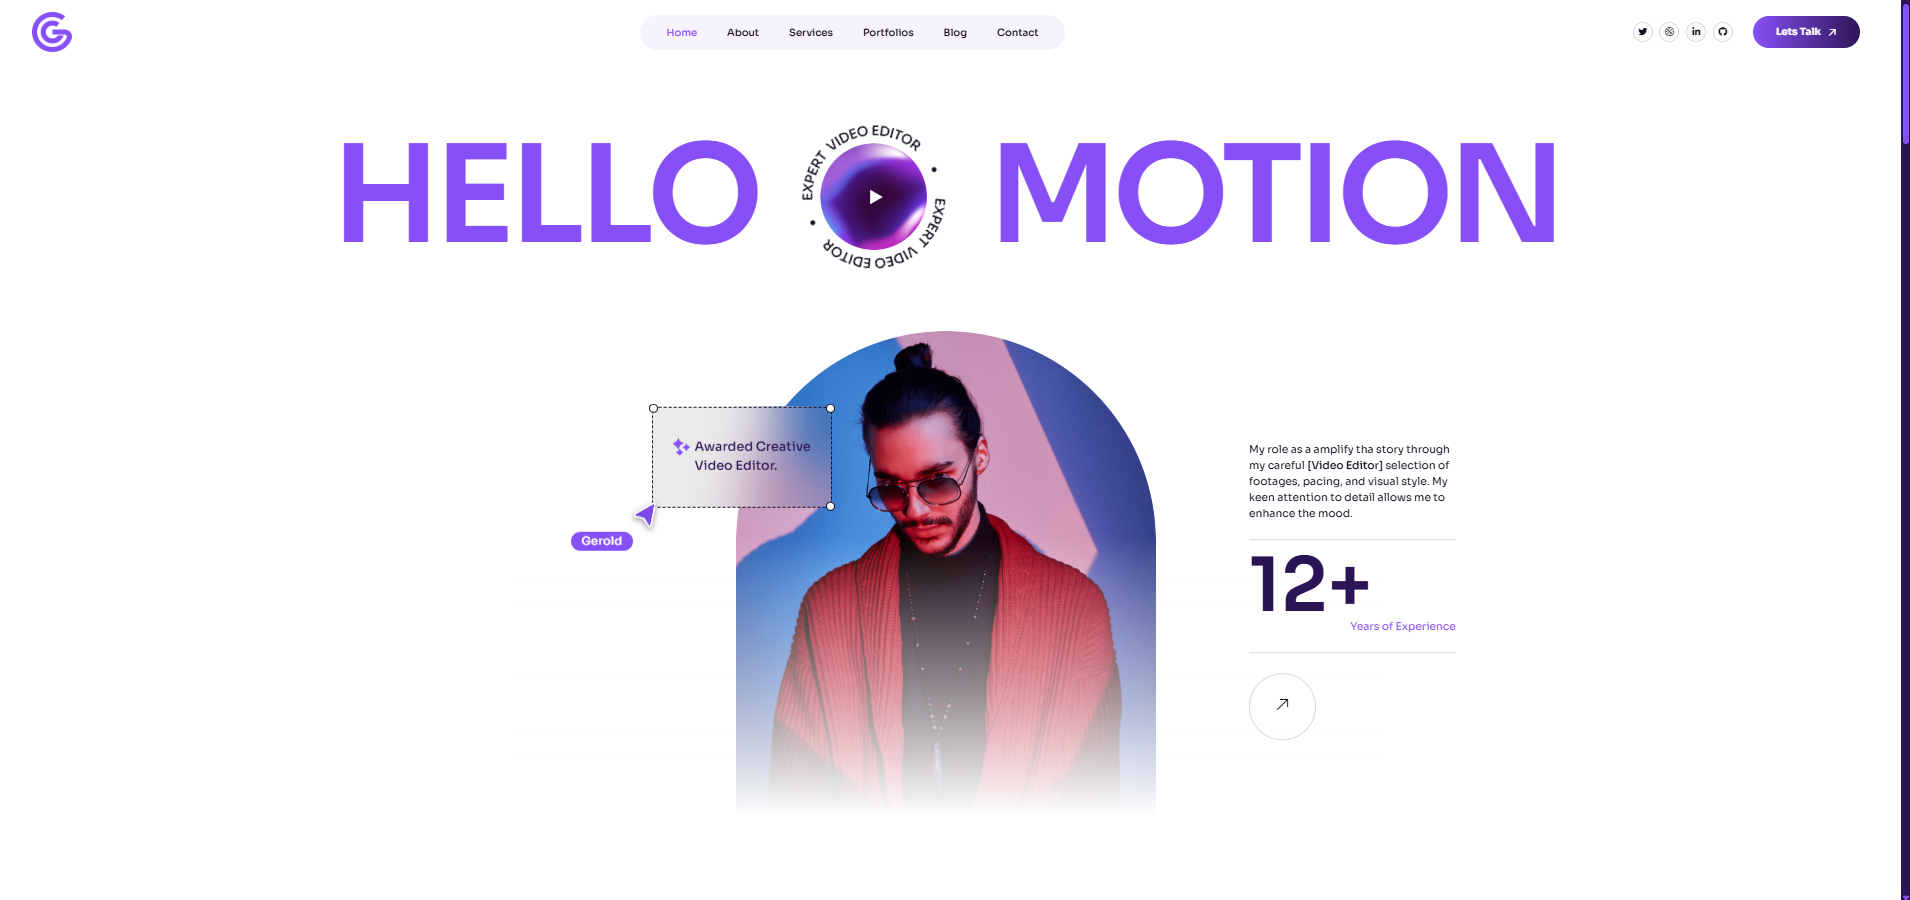 Home About Services Portfolios Blog Contact
Lets Talk
HELLO MOTION
EXPERT VIDEO EDITOR • EXPERT VIDEO EDITOR •
Awarded Creative
Video Editor.
Gerold
My role as a amplify tha story through
my careful [Video Editor] selection of
footages, pacing, and visual style. My
keen attention to detail allows me to
enhance the mood.
12+
Years of Experience